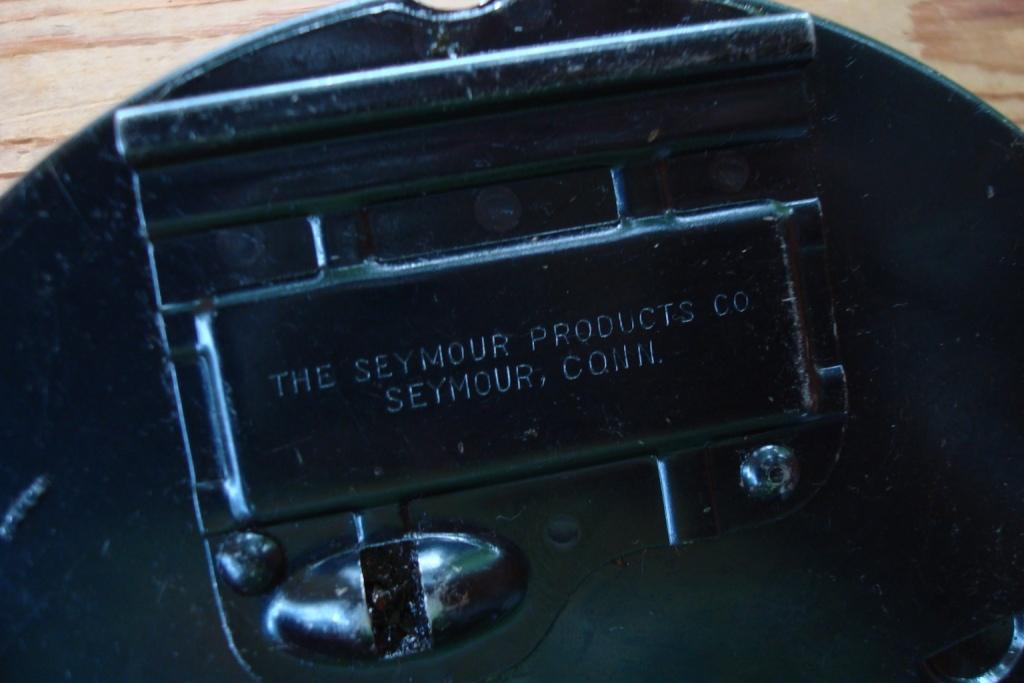 THE SEYMOUR PRODUCTS CO
SEYMOUR, CONN.